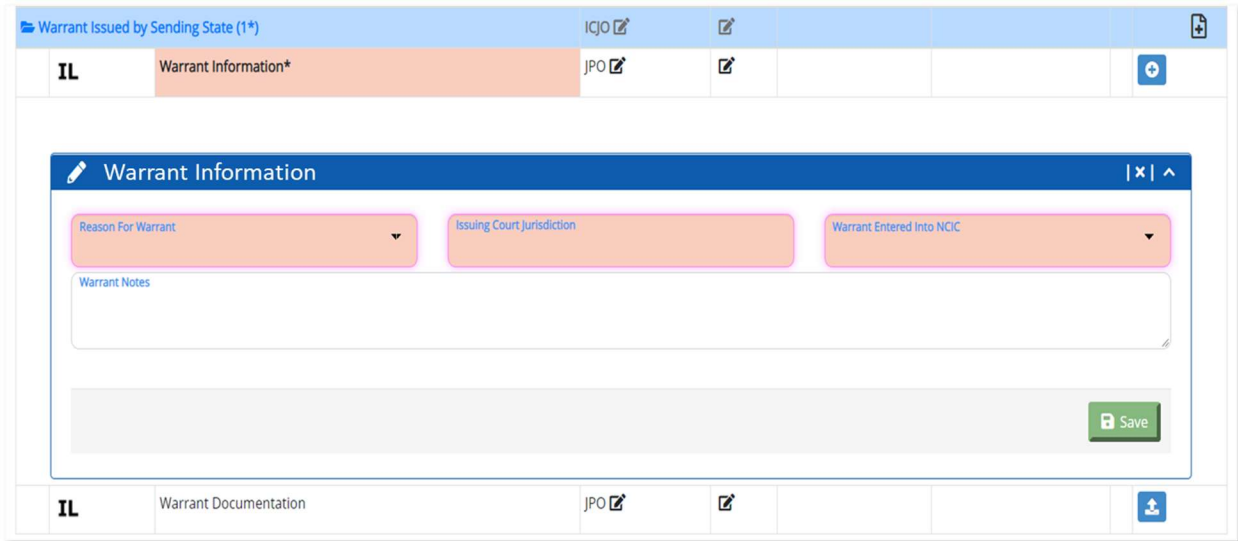 Warrant Issued by Sending State (1*) ICJO
IL Warrant Information* JPO
Warrant Information |×|
Reason For Warrant Issuing Court Jurisdiction Warrant Entered Into NCIC
Warrant Notes
Save
IL Warrant Documentation JPO